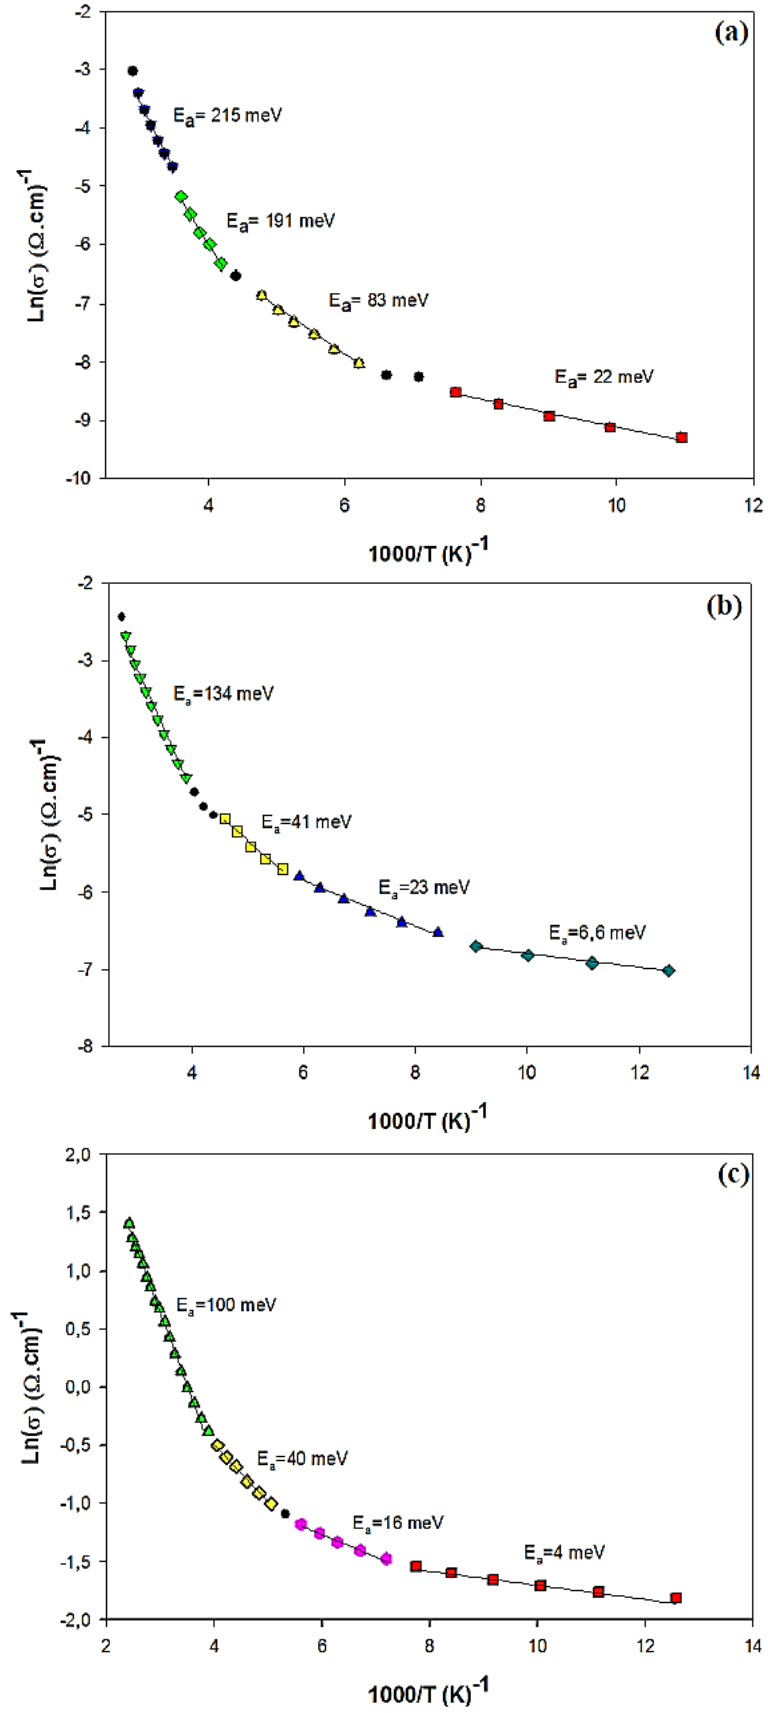 (a)
-2
-3
-4
-5
-6
-7
-8
-9
-10
Ln(σ) (Ω.cm)-1
Ea= 215 meV
Ea= 191 meV
Ea= 83 meV
Ea= 22 meV
4 6 8 10 12
1000/T (K)-1
(b)
-2
-3
-4
-5
-6
-7
-8
Ln(σ) (Ω.cm)-1
Ea=134 meV
Ea=41 meV
Ea=23 meV
Ea=6,6 meV
4 6 8 10 12 14
1000/T (K)-1
(c)
2,0
1,5
1,0
0,5
0,0
-0,5
-1,0
-1,5
-2,0
Ln(σ) (Ω.cm)-1
Ea=100 meV
Ea=40 meV
Ea=16 meV
Ea=4 meV
2 4 6 8 10 12 14
1000/T (K)-1